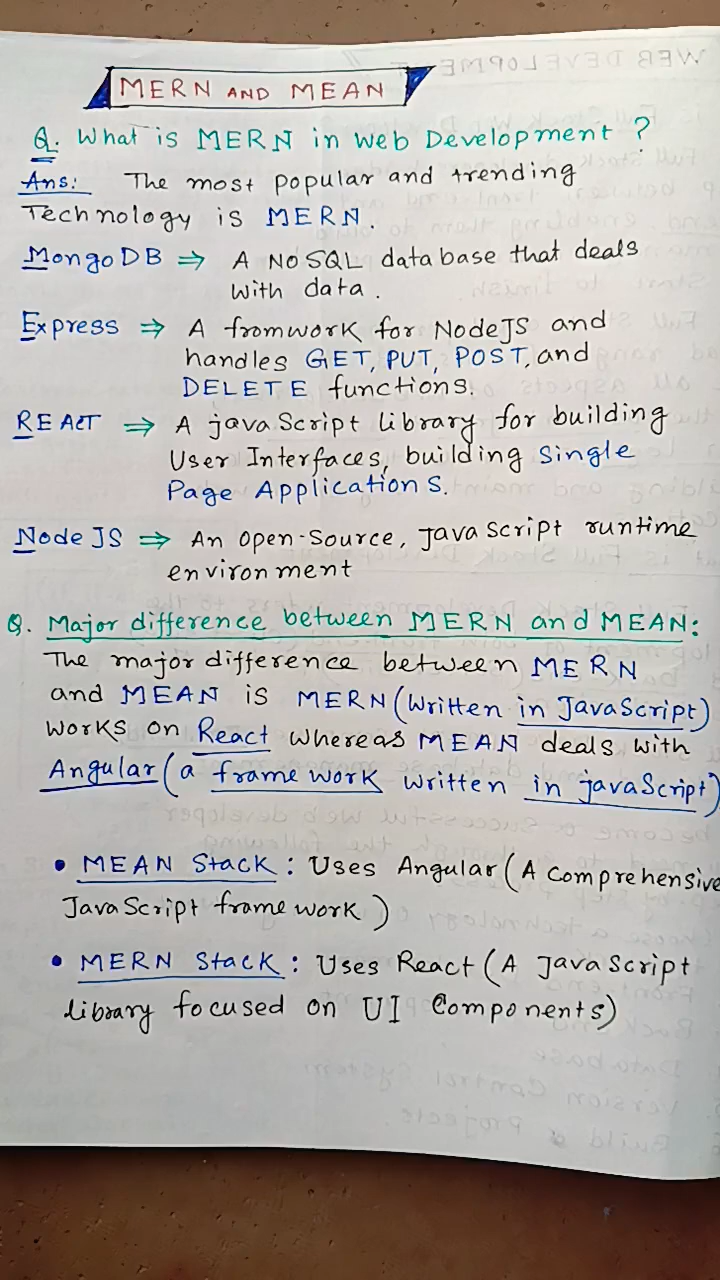 MERN AND MEAN
Q. What is MERN in Web Development ?
Ans: The most popular and trending
Technology is MERN.
MongoDB ⇒ A NoSQL database that deals
with data.
Express ⇒ A fromwork for NodeJS and
handles GET, PUT, POST, and
DELETE functions.
REACT ⇒ A javaScript library for building
User Interfaces, building Single
Page Applications.
Node JS ⇒ An open-source, Javascript runtime
environment
Q. Major difference between MERN and MEAN:
The major difference between MERN
and MEAN is MERN (Written in JavaScript)
works on React whereas MEAN deals with
Angular (a frame work written in javaScript)
• MEAN Stack : Uses Angular (A Comprehensive
JavaScript frame work)
• MERN Stack : Uses React (A JavaScript
library focused on UI Components)